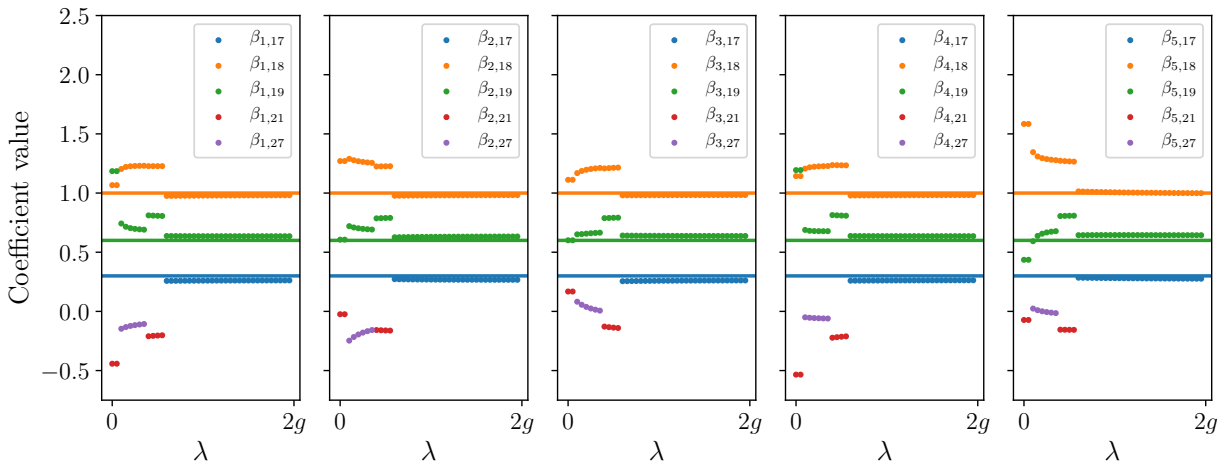 Coefficient value
2.5
2.0
1.5
1.0
0.5
0.0
−0.5
β1,17
β1,18
β1,19
β1,21
β1,27
0 2g
λ
β2,17
β2,18
β2,19
β2,21
β2,27
0 2g
λ
β3,17
β3,18
β3,19
β3,21
β3,27
0 2g
λ
β4,17
β4,18
β4,19
β4,21
β4,27
0 2g
λ
β5,17
β5,18
β5,19
β5,21
β5,27
0 2g
λ